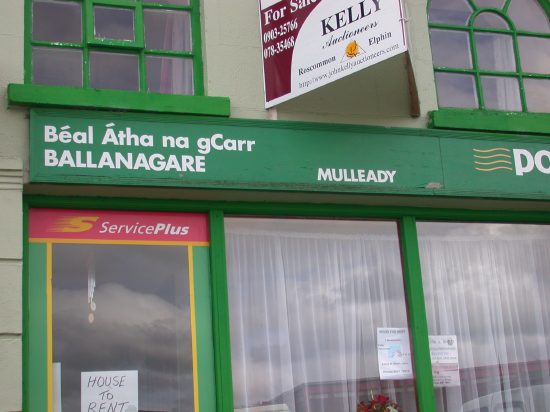 For Sale
0903-25766
078-35468
KELLY
Auctioneers
Roscommon Elphin
http://www.johnkellyauctioneers.com
Béal Átha na gCarr
BALLANAGARE
MULLEADY
po
S ServicePlus
HOUSE TO
RENT